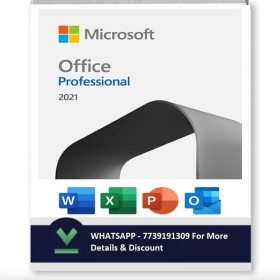 Microsoft
Office
Professional
2021
W X P O
WHATSAPP - 7739191309 For More
Details & Discount